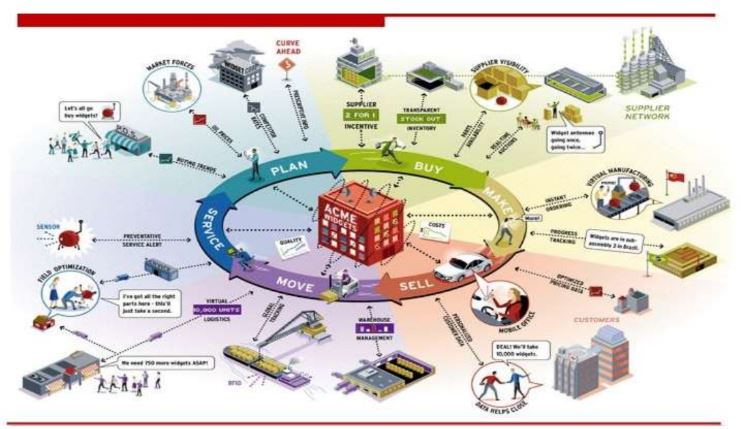 MARKET FORCES
CURVE
AHEAD
Let's all go
buy widgets!
BUYING TRENDS
OIL PRICES
COMPETITOR
PRESCRIPTIVE INFO
SUPPLIER
2 FOR 1
INCENTIVE
TRANSPARENT
STOCK OUT
INVENTORY
SUPPLIER VISIBILITY
PARTS
AVAILABILITY
REAL-TIME
AUCTIONS
Widget antennae
going once,
going twice...
SUPPLIER
NETWORK
PLAN
BUY
MAKE
SELL
MOVE
SERVICE
ACME
WIDGETS
QUALITY
COSTS
More!
VIRTUAL MANUFACTURING
INSTANT
ORDERING
PROGRESS
TRACKING
Widgets are in sub-
assembly 2 in Brazil.
OPTIMIZED
PRICING DATA
CUSTOMERS
MOBILE OFFICE
PERSONALIZED
CUSTOMER DATA
DEAL! We'll take
10,000 widgets.
DATA HELPS CLOSE
SENSOR
PREVENTATIVE
SERVICE ALERT
FIELD OPTIMIZATION
I've got all the right
parts here - this'll
just take a second.
VIRTUAL
10,000 UNITS
LOGISTICS
We need 750 more widgets ASAP!
GLOBAL
TRACKING
RFID
WAREHOUSE
MANAGEMENT